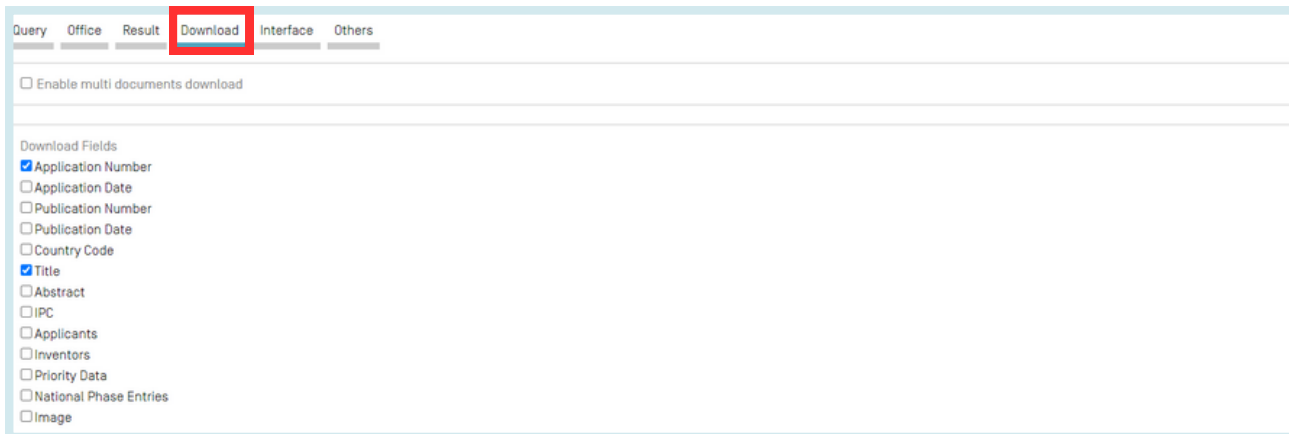 Query Office Result Download Interface Others
Enable multi documents download
Download Fields
Application Number
Application Date
Publication Number
Publication Date
Country Code
Title
Abstract
IPC
Applicants
Inventors
Priority Data
National Phase Entries
Image